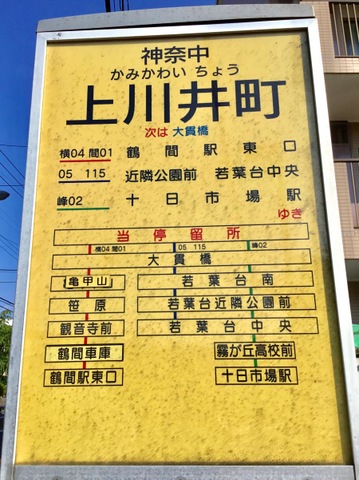 神奈中
かみかわい ちょう
上川井町
次は 大貫橋
横04 間01 鶴間駅東口
05 115 近隣公園前 若葉台中央
峰02 十日市場駅
ゆき
当停留所
横04 間01 05 115 峰02
大貫橋
亀甲山 若葉台南
笹原 若葉台近隣公園前
観音寺前 若葉台中央
鶴間車庫 霧が丘高校前
鶴間駅東口 十日市場駅